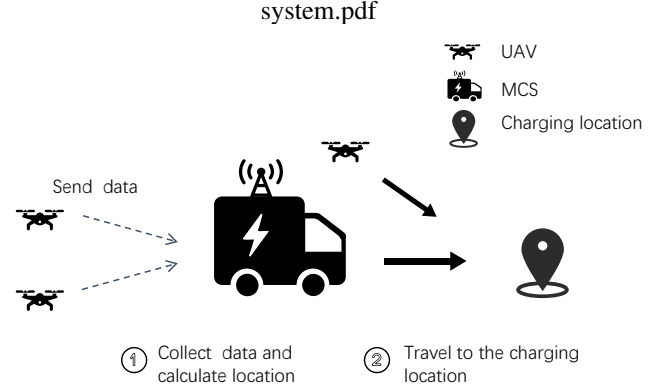 system.pdf
UAV
MCS
Charging location
Send data
1 Collect data and
calculate location
2 Travel to the charging
location